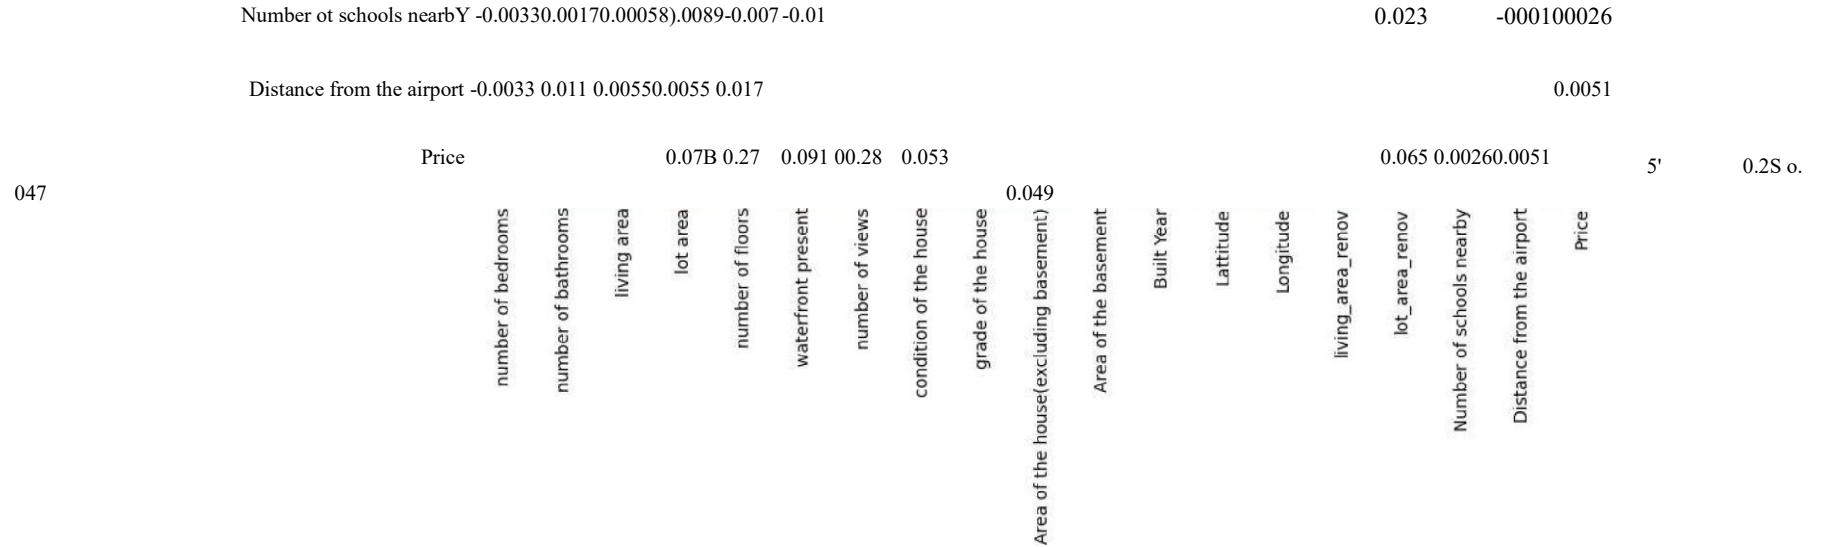 Number ot schools nearbY -0.00330.00170.00058).0089-0.007-0.01 0.023 -000100026
Distance from the airport -0.0033 0.011 0.00550.0055 0.017 0.0051
Price 0.07B 0.27 0.091 00.28 0.053 0.065 0.00260.0051 5' 0.2S o.
047 0.049
number of bedrooms
number of bathrooms
living area
lot area
number of floors
waterfront present
number of views
condition of the house
grade of the house
Area of the house(excluding basement)
Area of the basement
Built Year
Lattitude
Longitude
living_area_renov
lot_area_renov
Number of schools nearby
Distance from the airport
Price